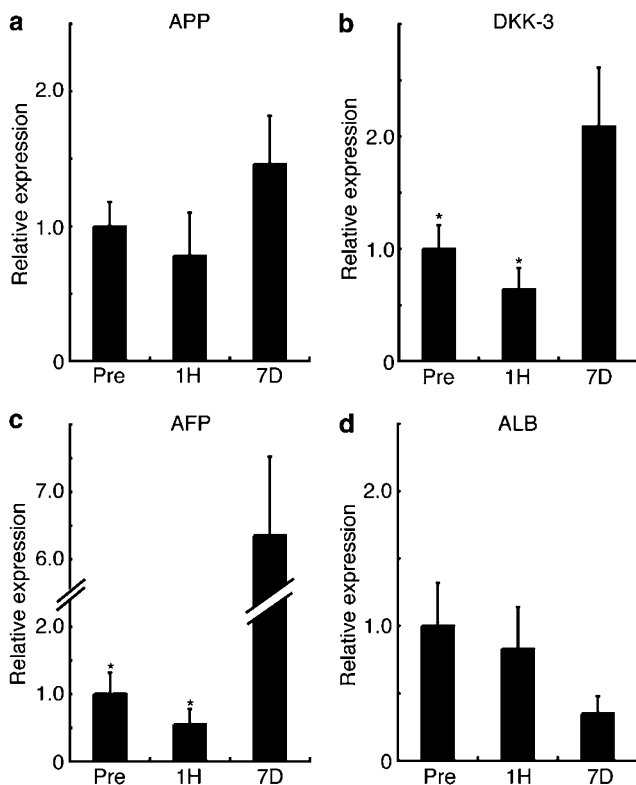 a APP
Relative expression
2.0
1.0
0
Pre 1H 7D
b DKK-3
Relative expression
2.0
1.0
0
* *
Pre 1H 7D
c AFP
Relative expression
7.0
6.0
2.0
1.0
0
* *
Pre 1H 7D
d ALB
Relative expression
2.0
1.0
0
Pre 1H 7D